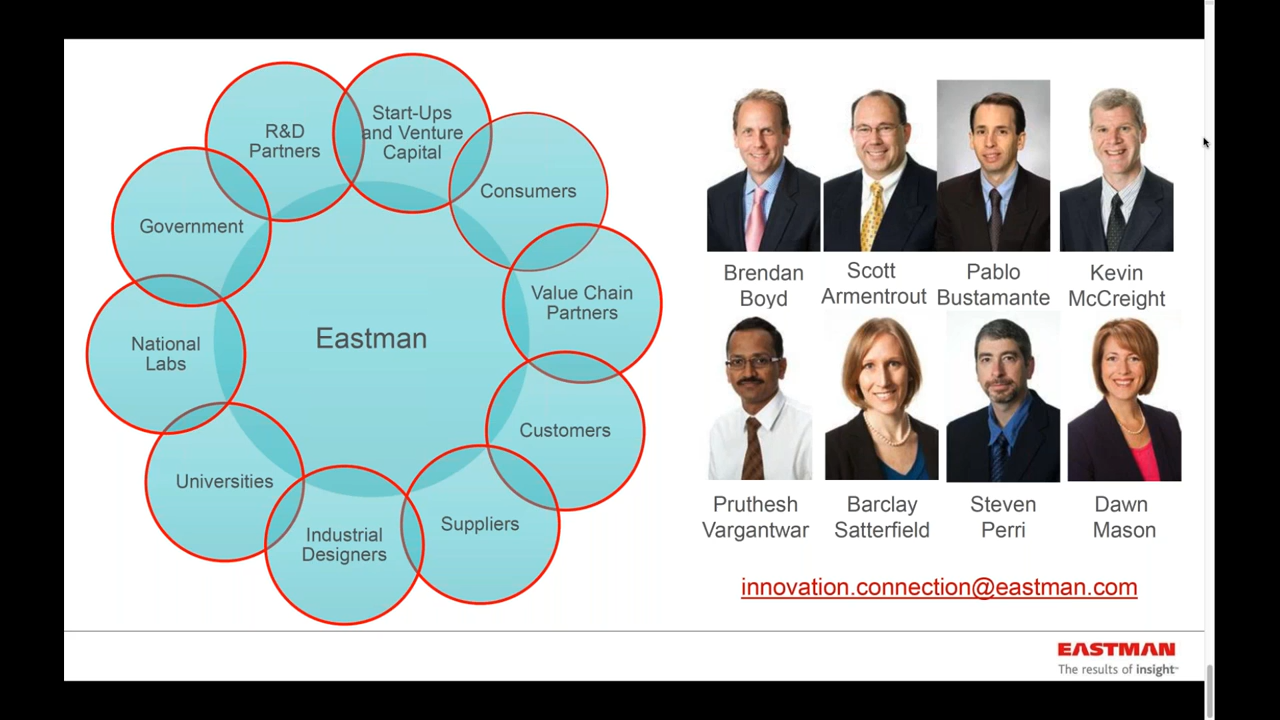 R&D
Partners
Start-Ups
and Venture
Capital
Consumers
Government
Value Chain
Partners
Eastman
National
Labs
Customers
Universities
Suppliers
Industrial
Designers
Brendan
Boyd
Scott
Armentrout
Pablo
Bustamante
Kevin
McCreight
Pruthesh
Vargantwar
Barclay
Satterfield
Steven
Perri
Dawn
Mason
innovation.connection@eastman.com
EASTMAN
The results of insight™